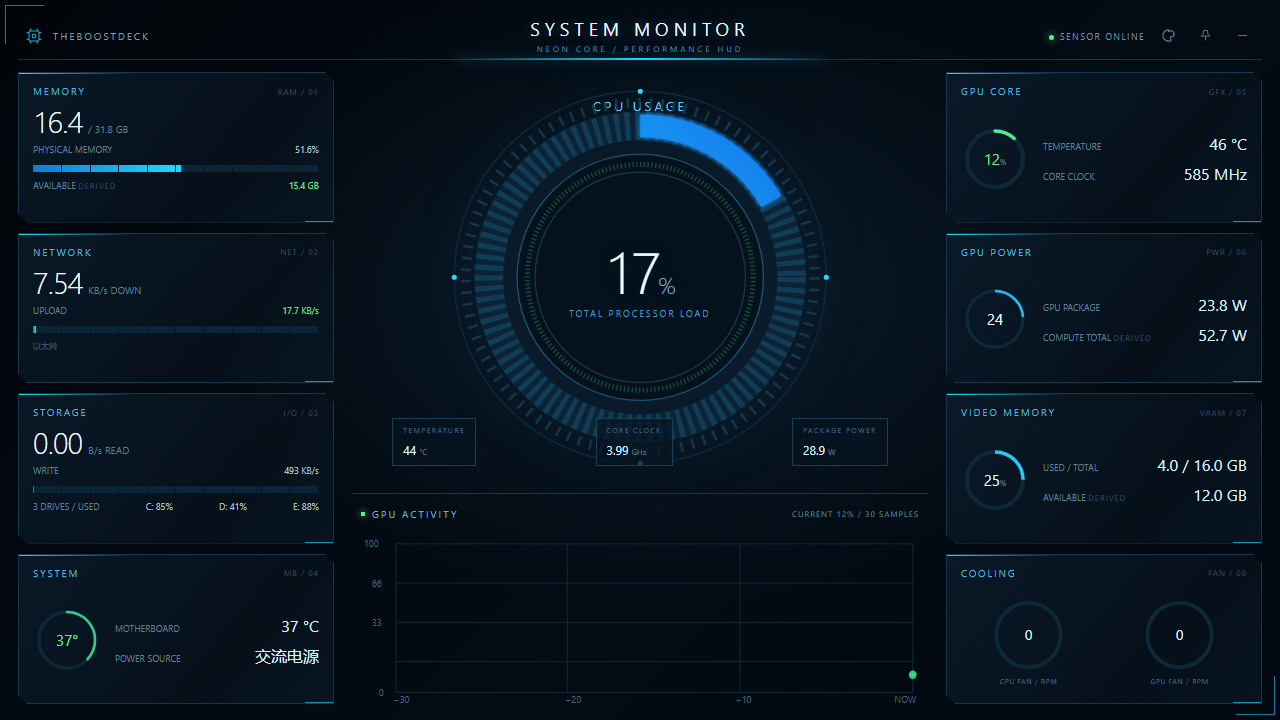 THEBOOSTDECK
SYSTEM MONITOR
NEON CORE / PERFORMANCE HUD
SENSOR ONLINE
MEMORY
RAM / 01
16.4 / 31.8 GB
PHYSICAL MEMORY 51.6%
AVAILABLE DERIVED 15.4 GB
NETWORK
NET / 02
7.54 KB/s DOWN
UPLOAD 17.7 KB/s
以太网
STORAGE
I/O / 03
0.00 B/s READ
WRITE 493 KB/s
3 DRIVES / USED C: 85% D: 41% E: 88%
SYSTEM
MB / 04
37°
MOTHERBOARD 37 °C
POWER SOURCE 交流电源
CPU USAGE
17%
TOTAL PROCESSOR LOAD
TEMPERATURE
44 °C
CORE CLOCK
3.99 GHz
PACKAGE POWER
28.9 W
GPU ACTIVITY
CURRENT 12% / 30 SAMPLES
100
66
33
0
−30 −20 −10 NOW
GPU CORE
GFX / 05
12%
TEMPERATURE 46 °C
CORE CLOCK 585 MHz
GPU POWER
PWR / 06
24
GPU PACKAGE 23.8 W
COMPUTE TOTAL DERIVED 52.7 W
VIDEO MEMORY
VRAM / 07
25%
USED / TOTAL 4.0 / 16.0 GB
AVAILABLE DERIVED 12.0 GB
COOLING
FAN / 08
0
CPU FAN / RPM
0
GPU FAN / RPM